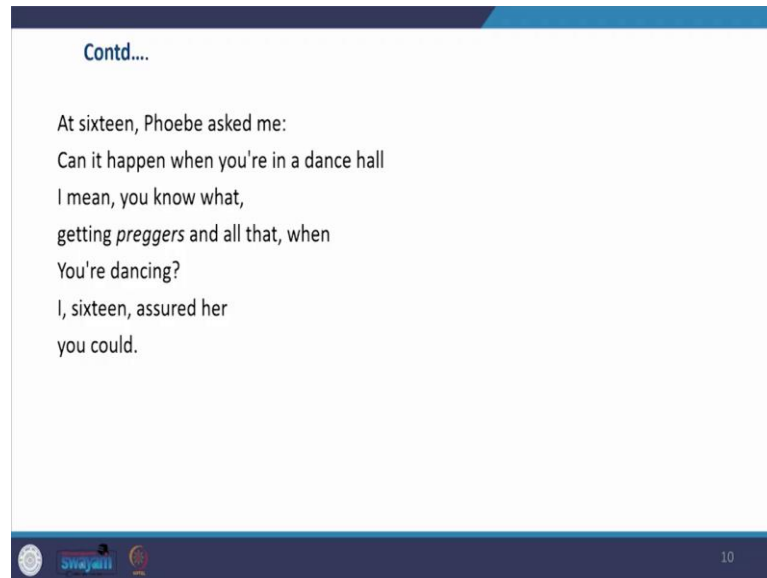 Contd....
At sixteen, Phoebe asked me:
Can it happen when you're in a dance hall
I mean, you know what,
getting preggers and all that, when
You're dancing?
I, sixteen, assured her
you could.
swayam
10